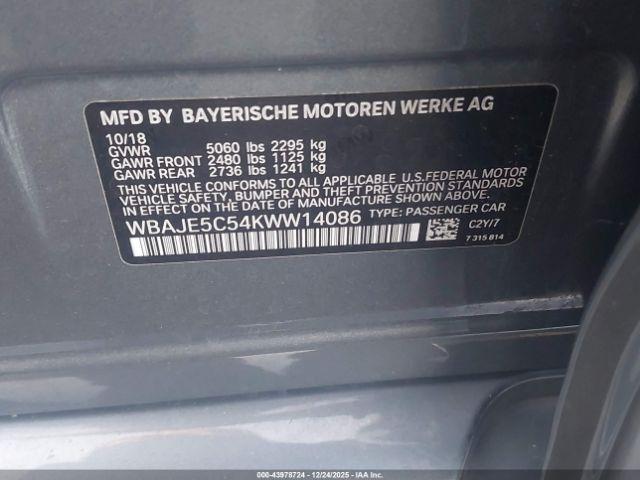 MFD BY BAYERISCHE MOTOREN WERKE AG
10/18
GVWR 5060 lbs 2295 kg
GAWR FRONT 2480 lbs 1125 kg
GAWR REAR 2736 lbs 1241 kg
THIS VEHICLE CONFORMS TO ALL APPLICABLE U.S.FEDERAL MOTOR
VEHICLE SAFETY, BUMPER AND THEFT PREVENTION STANDARDS
IN EFFECT ON THE DATE OF MANUFACTURE SHOWN ABOVE.
WBAJE5C54KWW14086 TYPE: PASSENGER CAR
C2Y/7
7 315 814
000-43978724 | 12/24/2025 | IAA Inc.